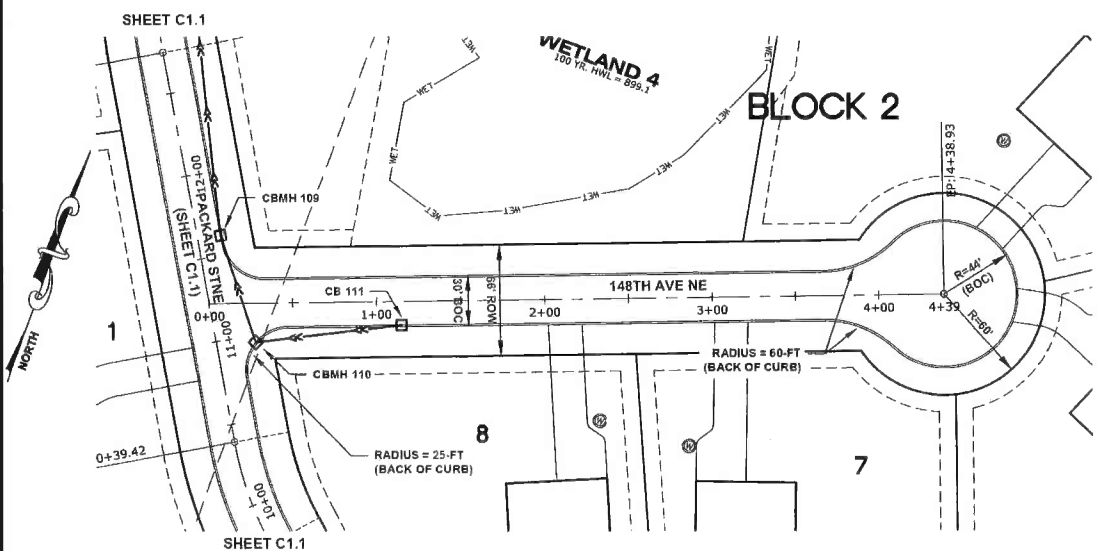 SHEET C1.1
WETLAND 4
100 YR. HWL = 899.1
WET
WET
WET
WET
WET
WET
WET
WET
WET
BLOCK 2
EP: 4+38.93
W
12+00
PACKARD ST NE
(SHEET C1.1)
CBMH 109
NORTH
1
CB 111
30' BOC
66' ROW
148TH AVE NE
R=44'
(BOC)
R=60'
0+00
1+00
2+00
3+00
4+00
4+39
11+00
CBMH 110
RADIUS = 60-FT
(BACK OF CURB)
8
W
W
7
0+39.42
RADIUS = 25-FT
(BACK OF CURB)
10+00
SHEET C1.1